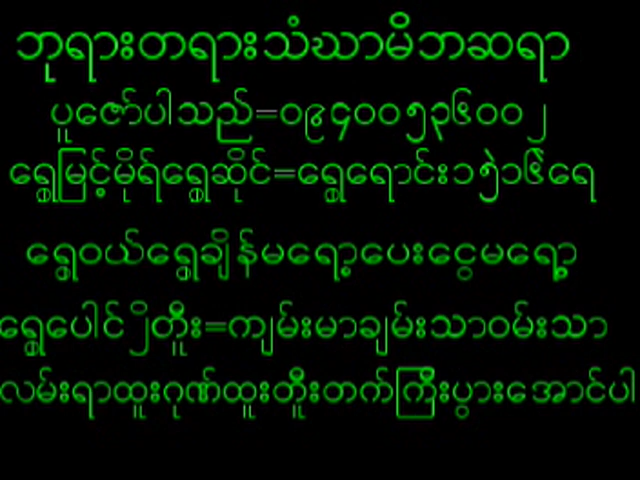 ဘုရားတရားသံဃာမိဘဆရာ
ပူဇော်ပါသည်=၀၉၄၀၀၅၃၆၀၀၂
ရွှေမြင့်မိုရ်ရွှေဆိုင်=ရွှေရောင်း၁၅ဲ၁၆ဲရေ
ရွှေဝယ်ရွှေချိန်မရော့ပေးငွေမရော့
ရွှေပေါင်၂ိတိူး=ကျမ်းမာချမ်းသာဝမ်းသာ
လမ်းရာထူးဂုဏ်ထူးတိူးတက်ကြီးပွားအောင်ပါ